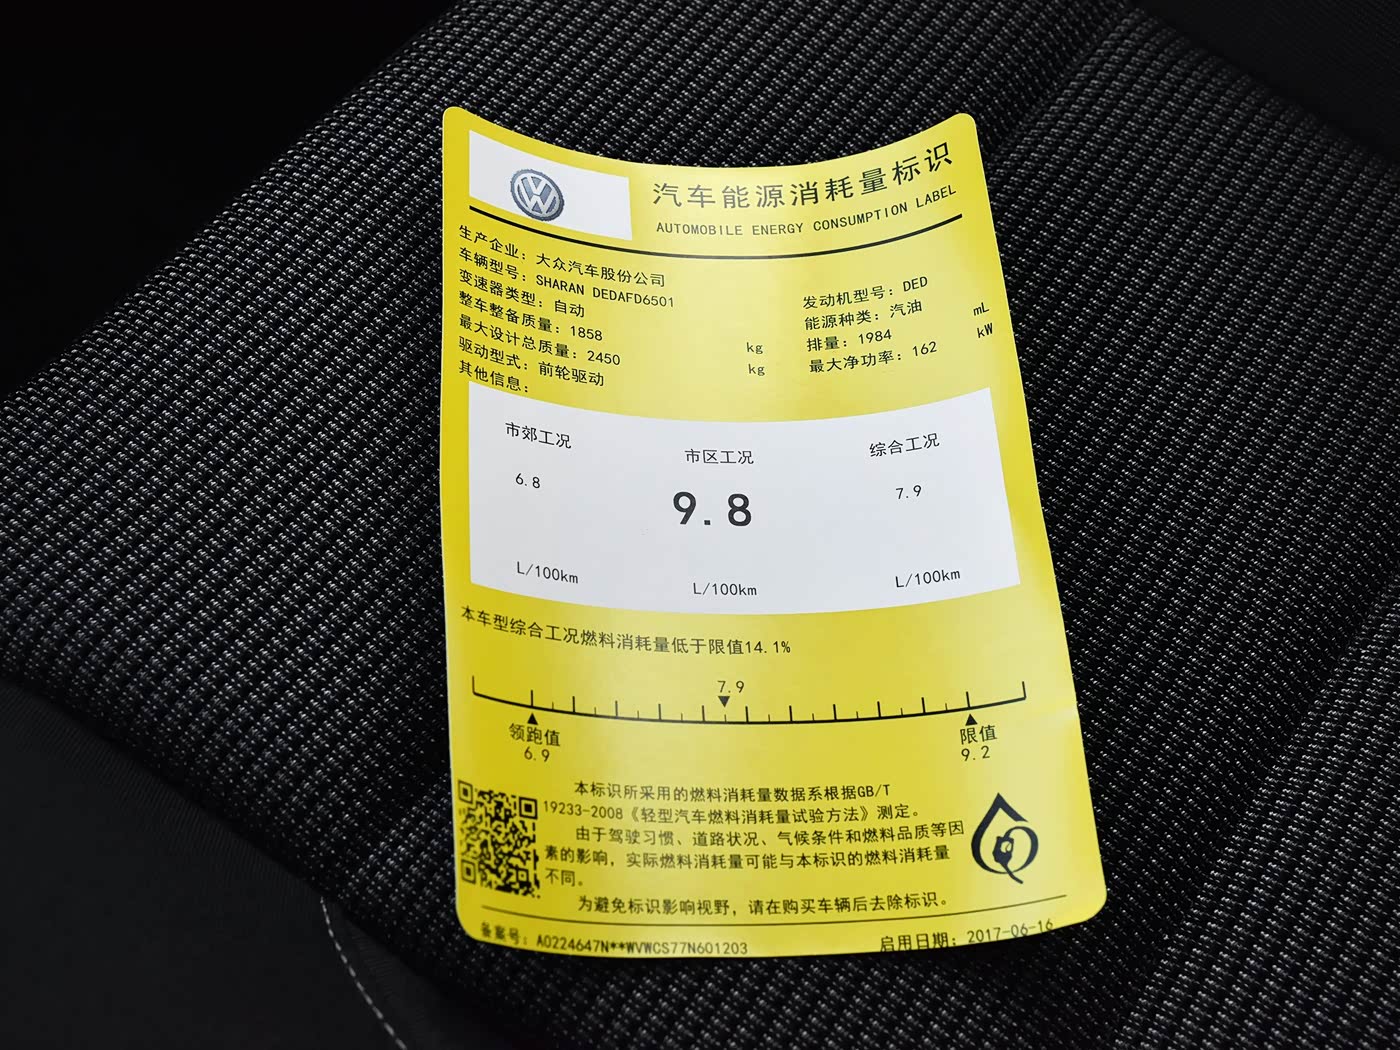 汽车能源消耗量标识
AUTOMOBILE ENERGY CONSUMPTION LABEL
生产企业：大众汽车股份公司
车辆型号：SHARAN DEDAFD6501
变速器类型：自动
整车整备质量：1858 kg
最大设计总质量：2450 kg
驱动型式：前轮驱动
其他信息：
发动机型号：DED
能源种类：汽油
排量：1984 mL
最大净功率：162 kW
市郊工况
6.8
L/100km
市区工况
9.8
L/100km
综合工况
7.9
L/100km
本车型综合工况燃料消耗量低于限值14.1%
7.9
领跑值
6.9
限值
9.2
本标识所采用的燃料消耗量数据系根据GB/T
19233-2008《轻型汽车燃料消耗量试验方法》测定。
由于驾驶习惯、道路状况、气候条件和燃料品质等因
素的影响，实际燃料消耗量可能与本标识的燃料消耗量
不同。
为避免标识影响视野，请在购买车辆后去除标识。
备案号：A0224647N**WVWCS77N601203
启用日期：2017-06-16